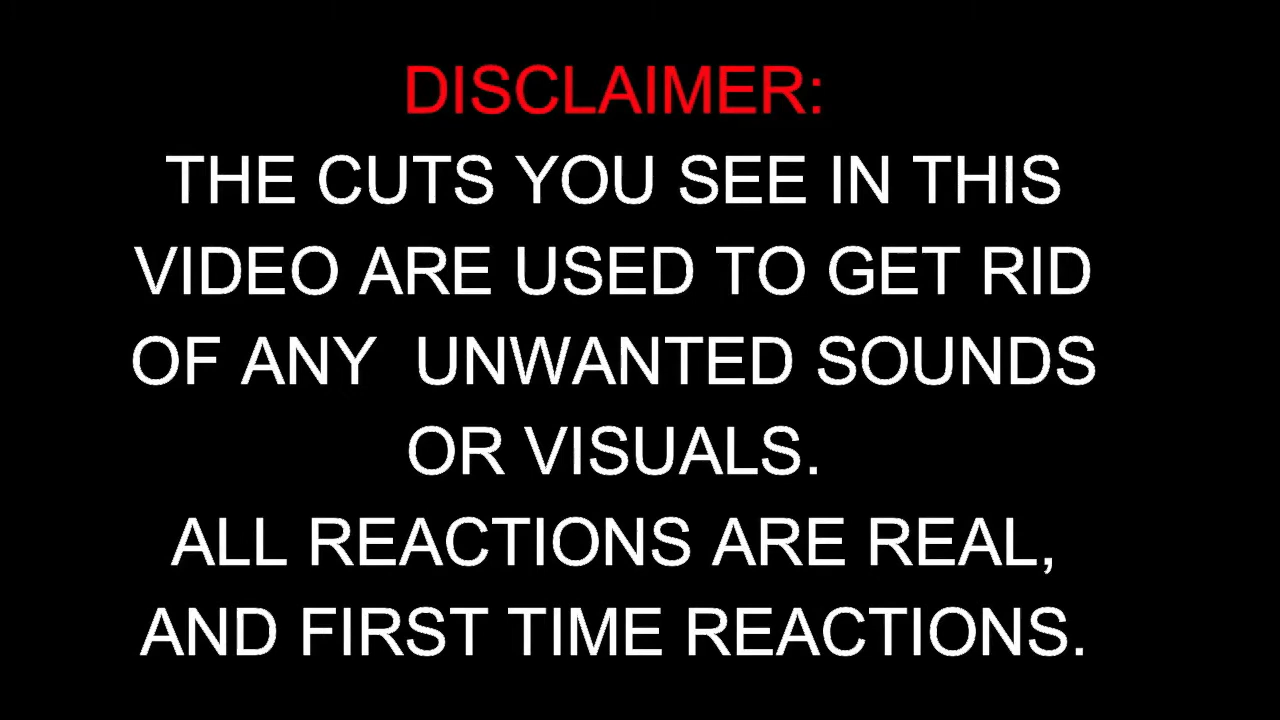 DISCLAIMER:
THE CUTS YOU SEE IN THIS
VIDEO ARE USED TO GET RID
OF ANY  UNWANTED SOUNDS
OR VISUALS.
ALL REACTIONS ARE REAL,
AND FIRST TIME REACTIONS.